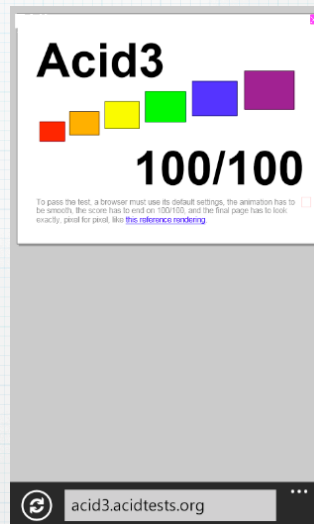 Acid3
100/100
To pass the test, a browser must use its default settings, the animation has to
be smooth, the score has to end on 100/100, and the final page has to look
exactly, pixel for pixel, like this reference rendering.
acid3.acidtests.org